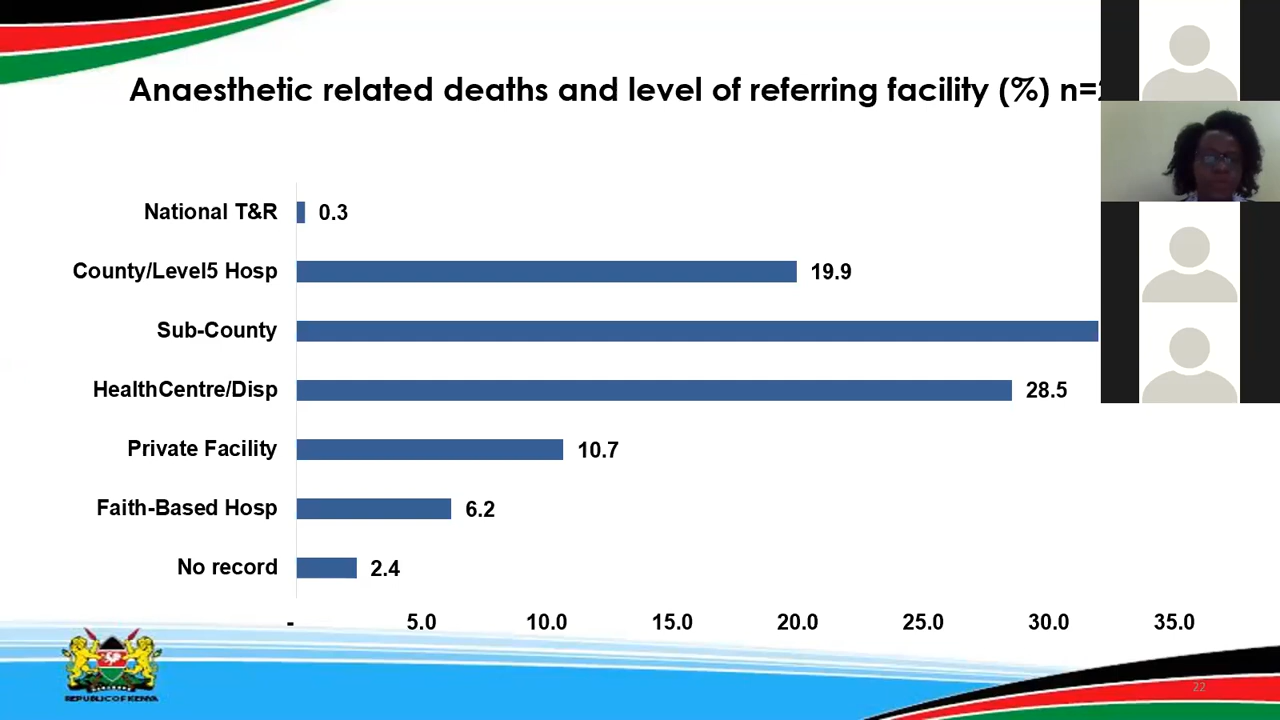 Anaesthetic related deaths and level of referring facility (%) n=
National T&R 0.3
County/Level5 Hosp 19.9
Sub-County
HealthCentre/Disp 28.5
Private Facility 10.7
Faith-Based Hosp 6.2
No record 2.4
- 5.0 10.0 15.0 20.0 25.0 30.0 35.0
REPUBLIC OF KENYA
22